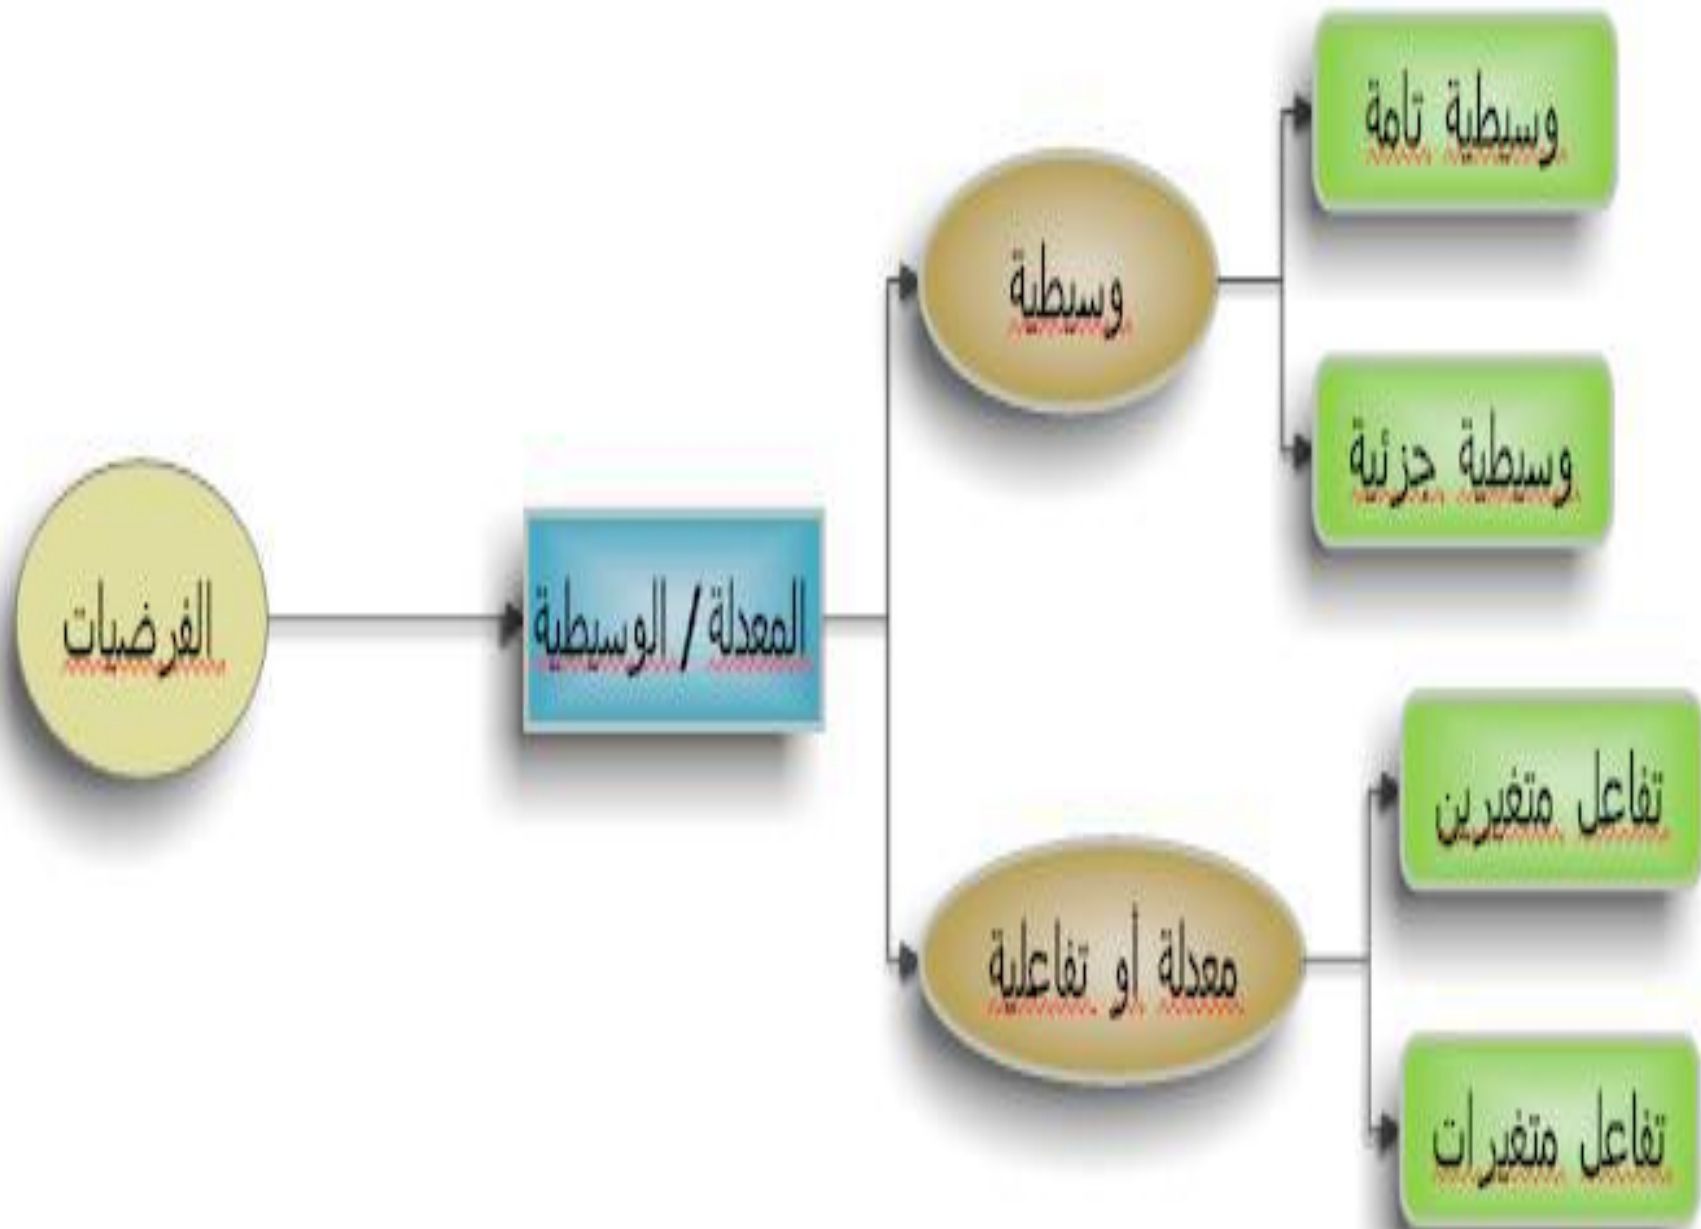 الفرضيات
المعدلة / الوسيطية
وسيطية
وسيطية تامة
وسيطية جزئية
معدلة أو تفاعلية
تفاعل متغيرين
تفاعل متغيرات